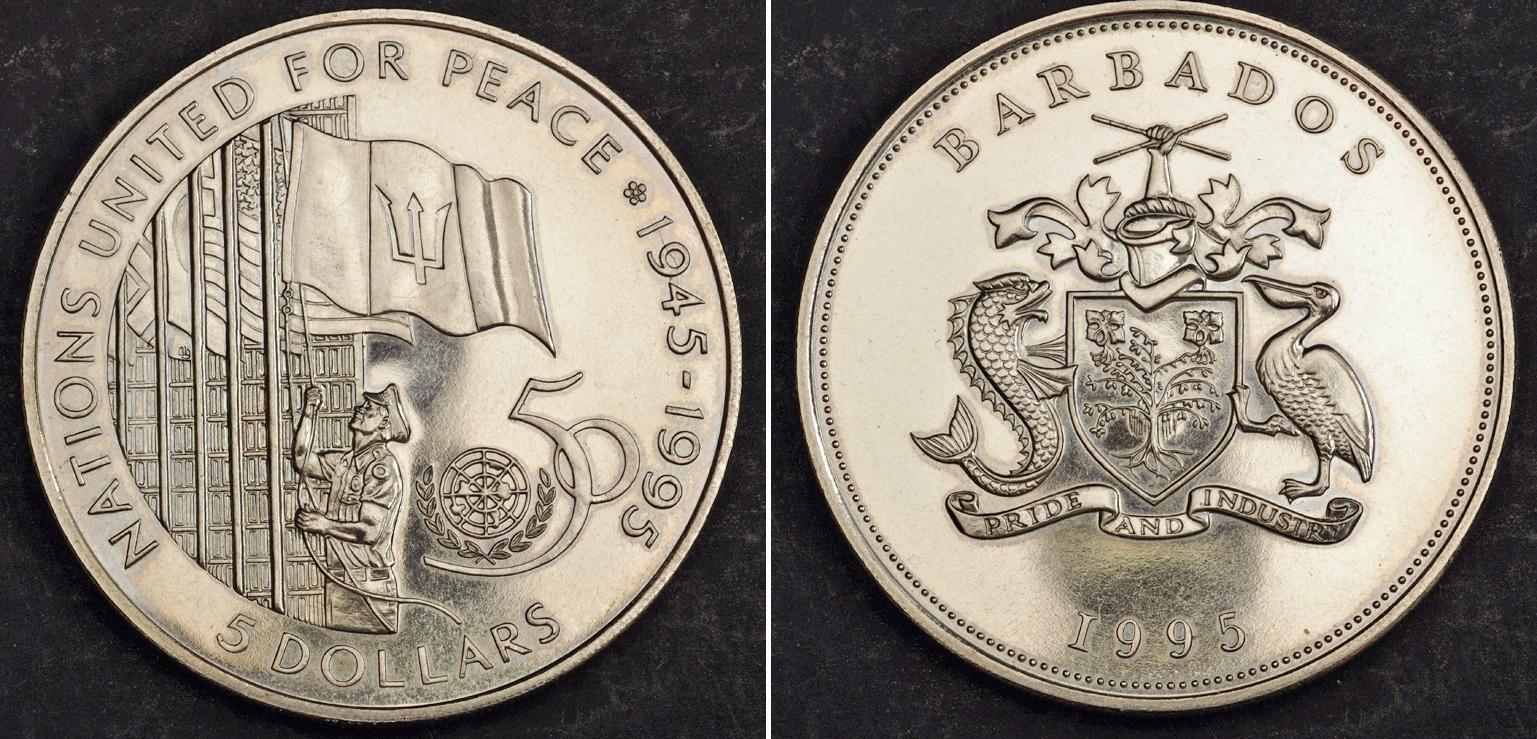 NATIONS UNITED FOR PEACE 1945-1995
50
5 DOLLARS
BARBADOS
PRIDE AND INDUSTRY
1995